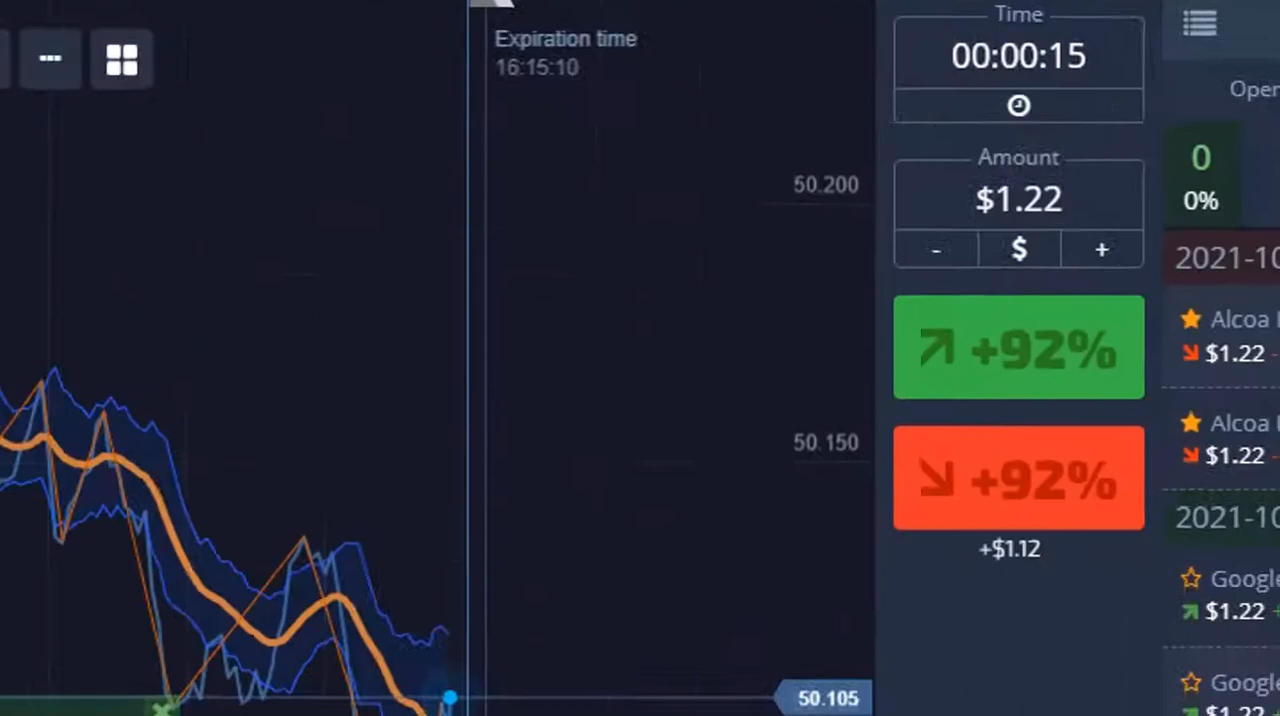 Expiration time
16:15:10
50.200
50.150
50.105
Time
00:00:15
Amount
$1.22
- $ +
+92%
+92%
+$1.12
0
0%
2021-10
Alcoa
$1.22
Alcoa
$1.22
2021-10
Google
$1.22
Google
$1.22